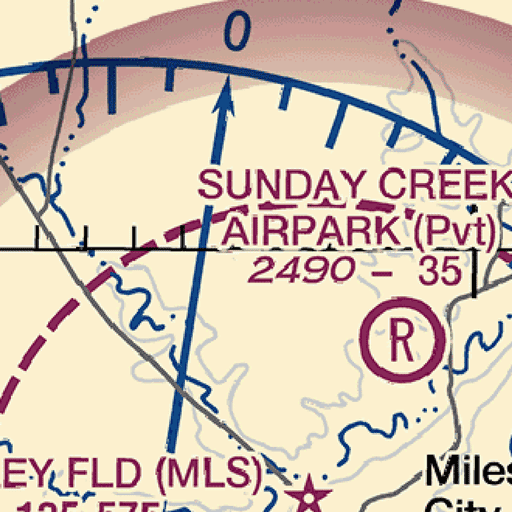 0
SUNDAY CREEK
AIRPARK (Pvt)
2490 - 35
R
EY FLD (MLS)
Miles
City